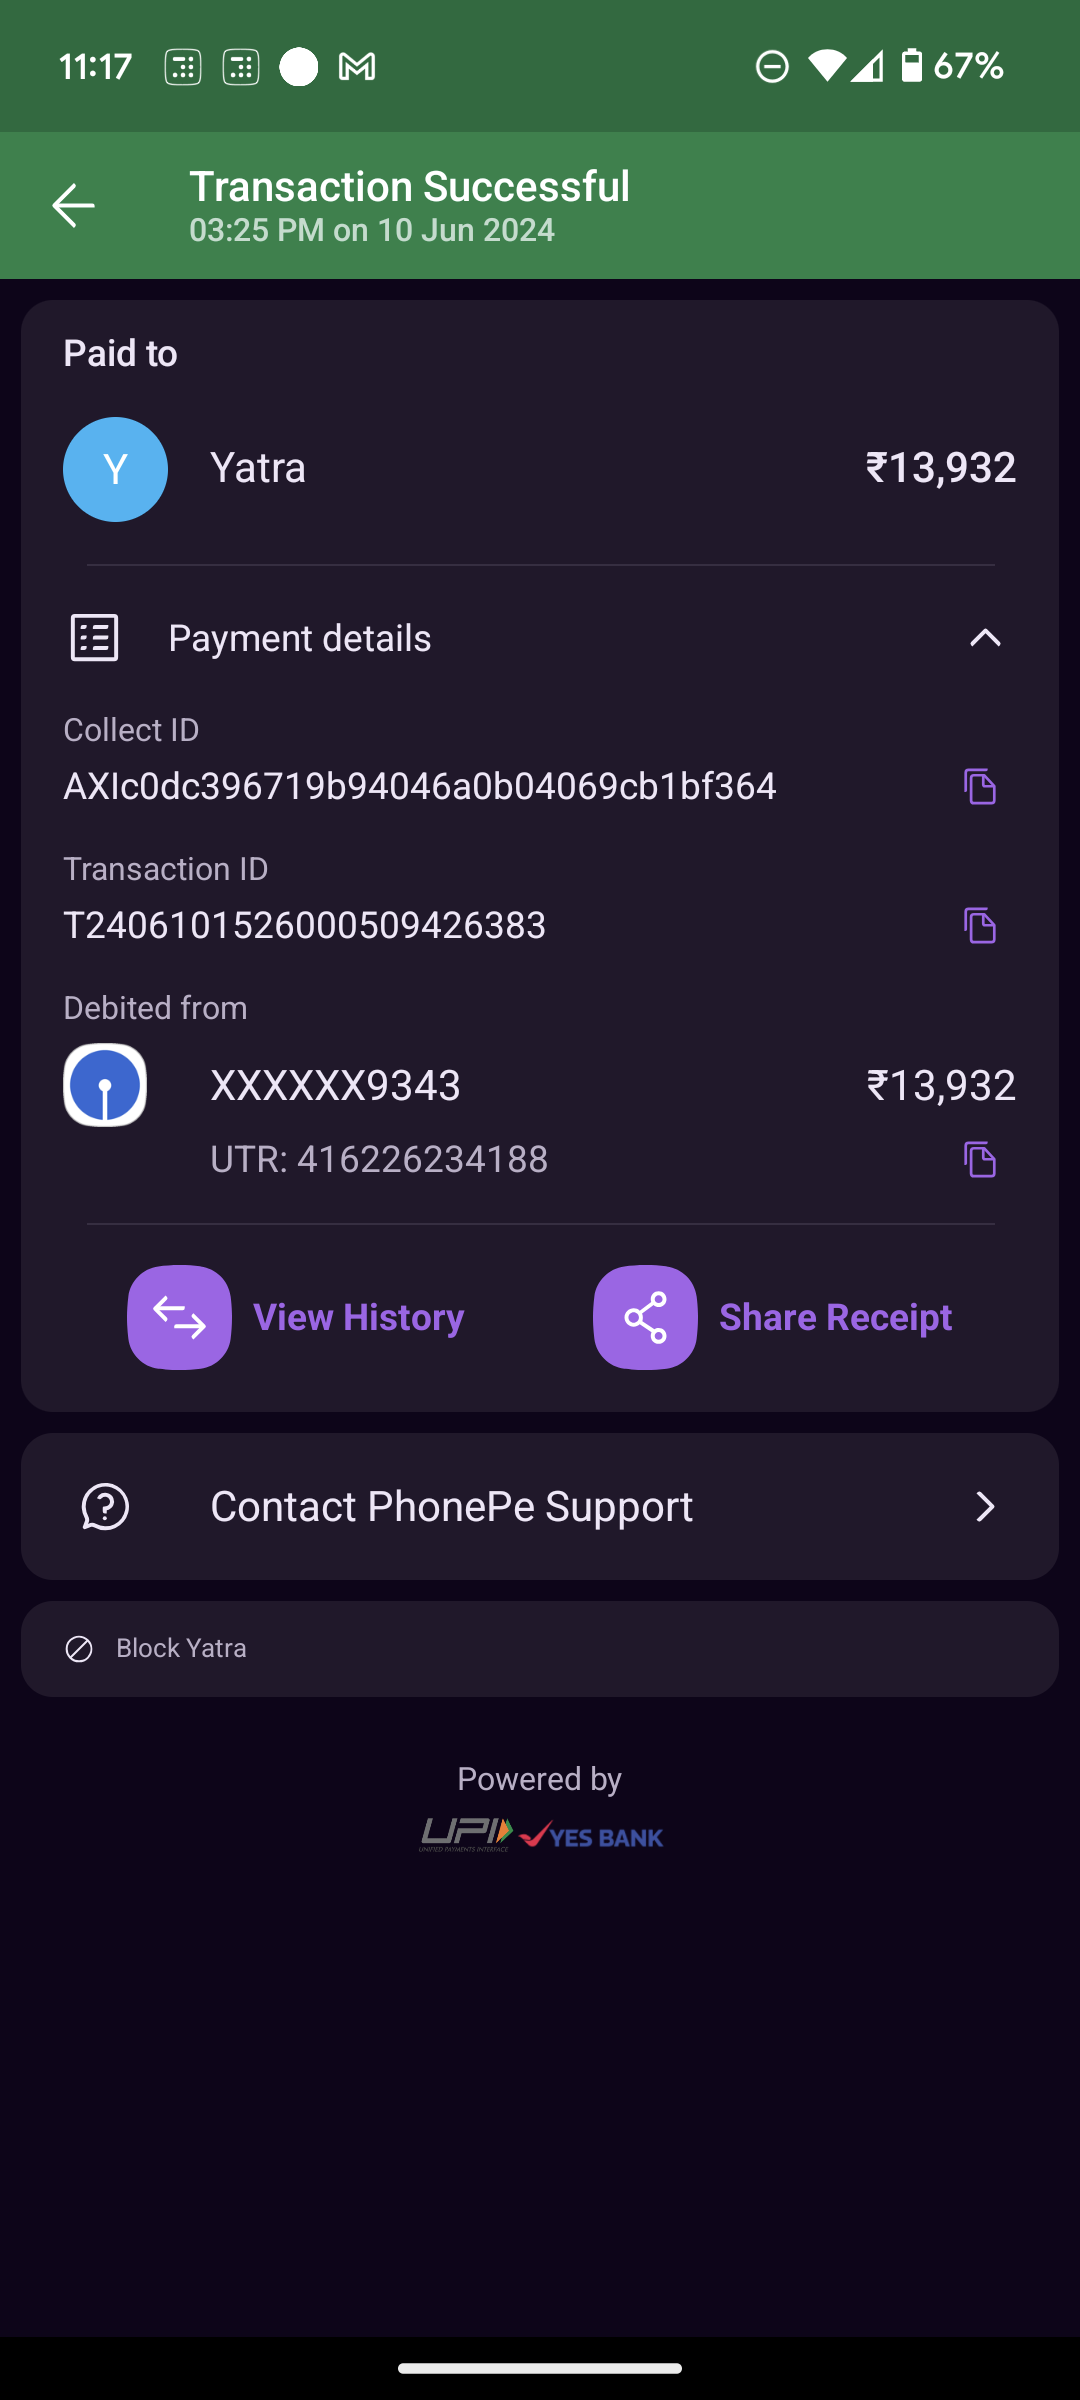 11:17 67%
Transaction Successful
03:25 PM on 10 Jun 2024
Paid to
Y Yatra ₹13,932
Payment details
Collect ID
AXIc0dc396719b94046a0b04069cb1bf364
Transaction ID
T2406101526000509426383
Debited from
XXXXXX9343 ₹13,932
UTR: 416226234188
View History Share Receipt
Contact PhonePe Support
Block Yatra
Powered by
UPI YES BANK
UNIFIED PAYMENTS INTERFACE